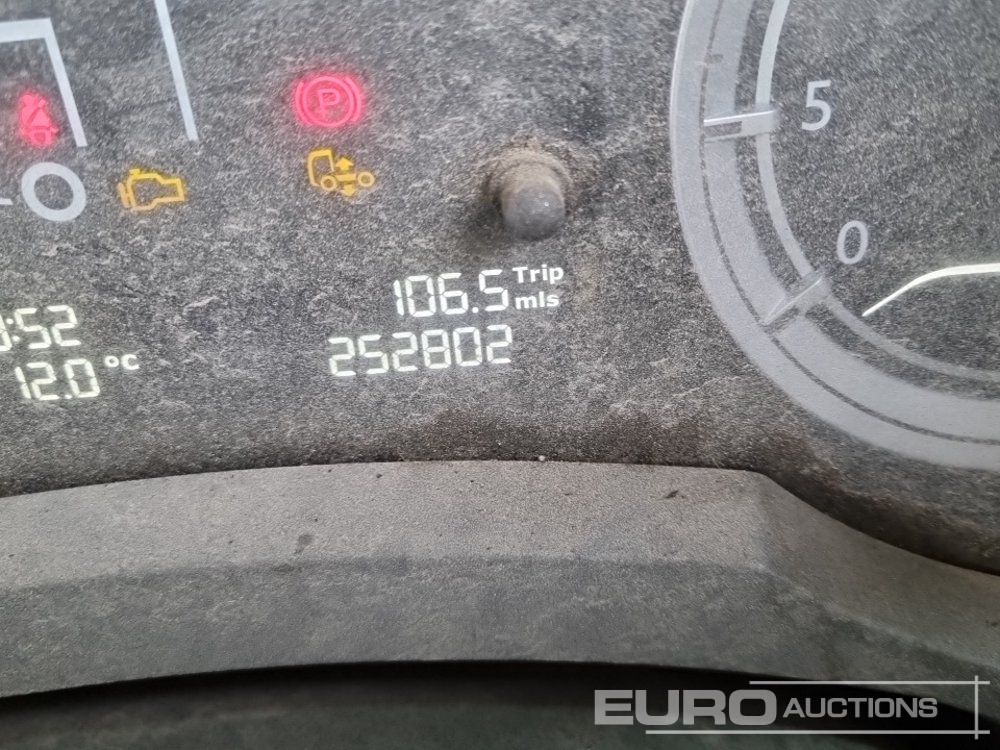 P
5
0
106.5 Trip
mls
252802
:52
12.0 °C
EURO AUCTIONS